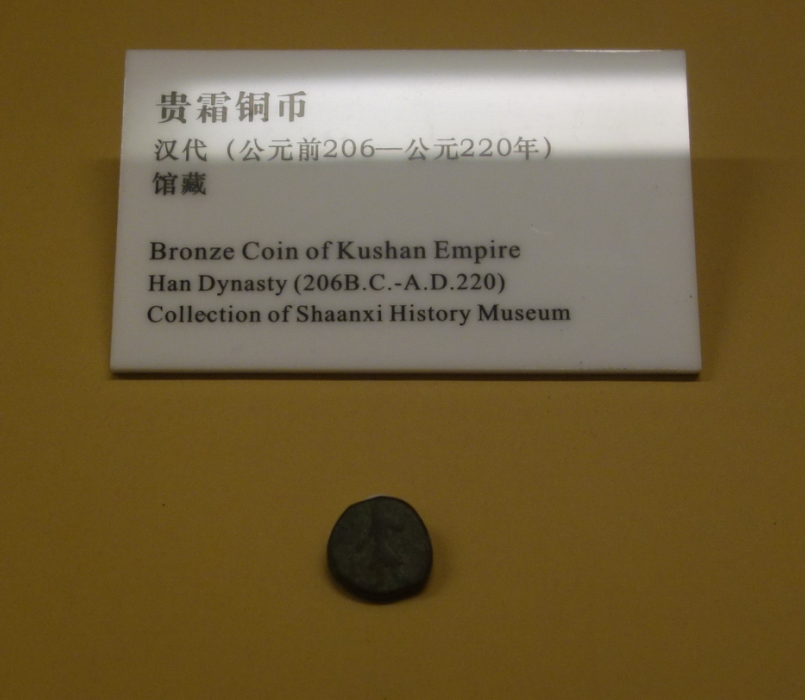 贵霜铜币
汉代（公元前206—公元220年）
馆藏
Bronze Coin of Kushan Empire
Han Dynasty (206B.C.-A.D.220)
Collection of Shaanxi History Museum